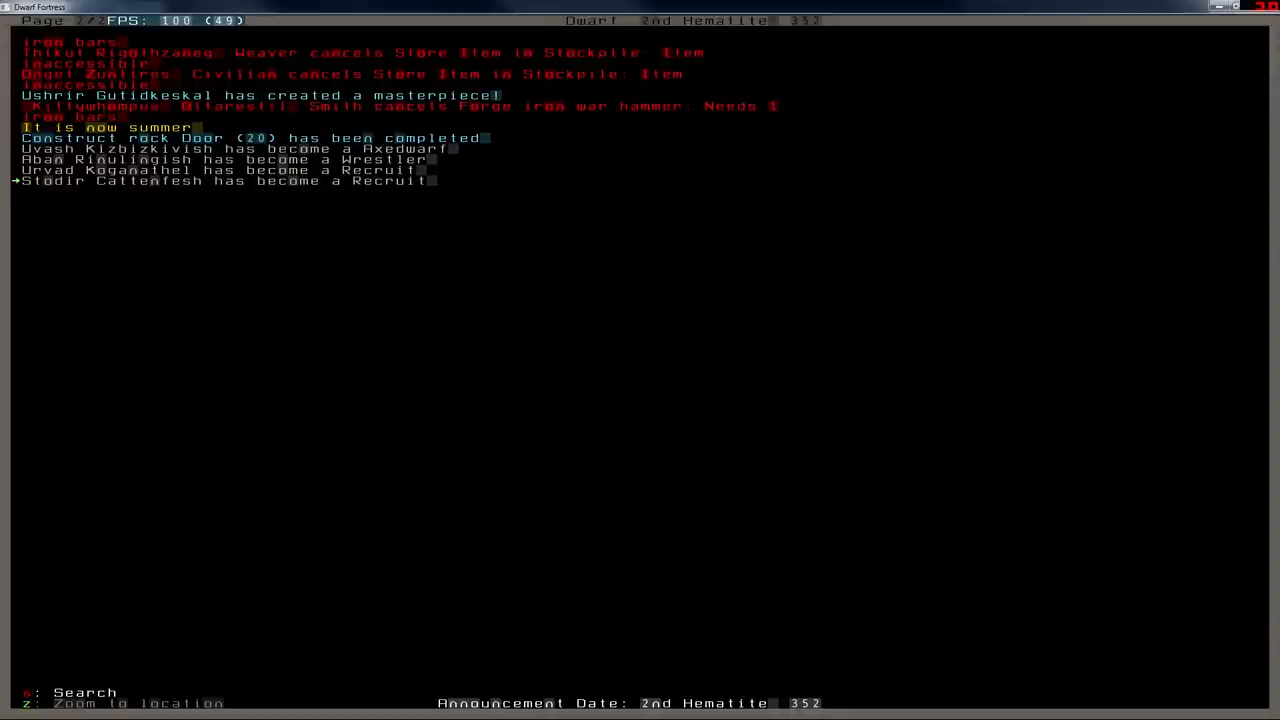 Dwarf Fortress
Page 2/2 FPS: 100 (49) Dwarf 2nd Hematite 352
iron bars
Thikut Rigothzaneg, Weaver cancels Store Item in Stockpile: Item
inaccessible
Ongel Zuntires, Civilian cancels Store Item in Stockpile: Item
inaccessible
Ushrir Gutidkeskal has created a masterpiece!
Oltarestil, Smith cancels Forge iron war hammer: Needs 1
iron bars
It is now summer
Construct rock Door (20) has been completed
Uvash Kizbizkivish has become a Axedwarf
Aban Rinulingish has become a Wrestler
Urvad Koganathel has become a Recruit
→Stodir Cattenfesh has become a Recruit
s: Search
z: Zoom to location Announcement Date: 2nd Hematite 352